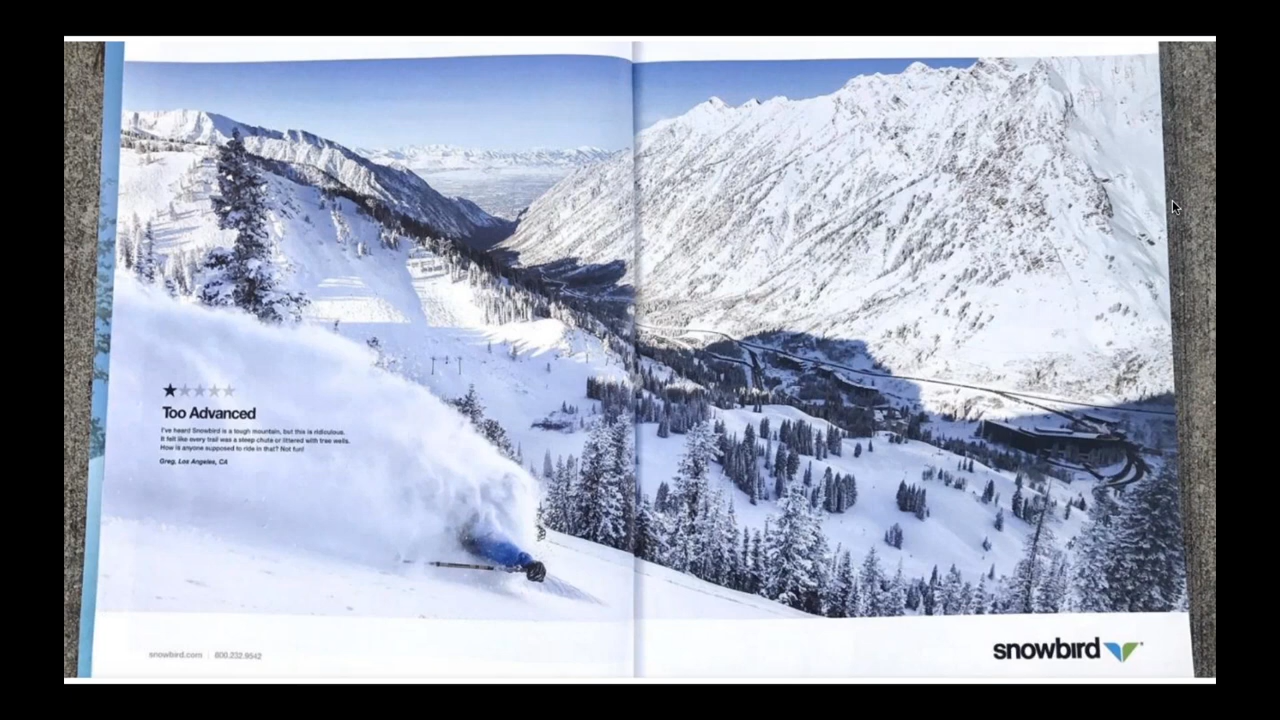 Too Advanced
I've heard Snowbird is a tough mountain, but this is ridiculous.
It felt like every trail was a steep chute or littered with tree wells.
How is anyone supposed to ride in that? Not fun!
Greg, Los Angeles, CA
snowbird.com | 800.232.9542
snowbird